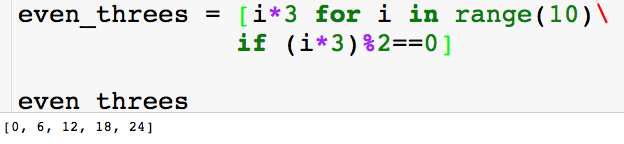 even_threes = [i*3 for i in range(10)\
if (i*3)%2==0]
even_threes
[0, 6, 12, 18, 24]